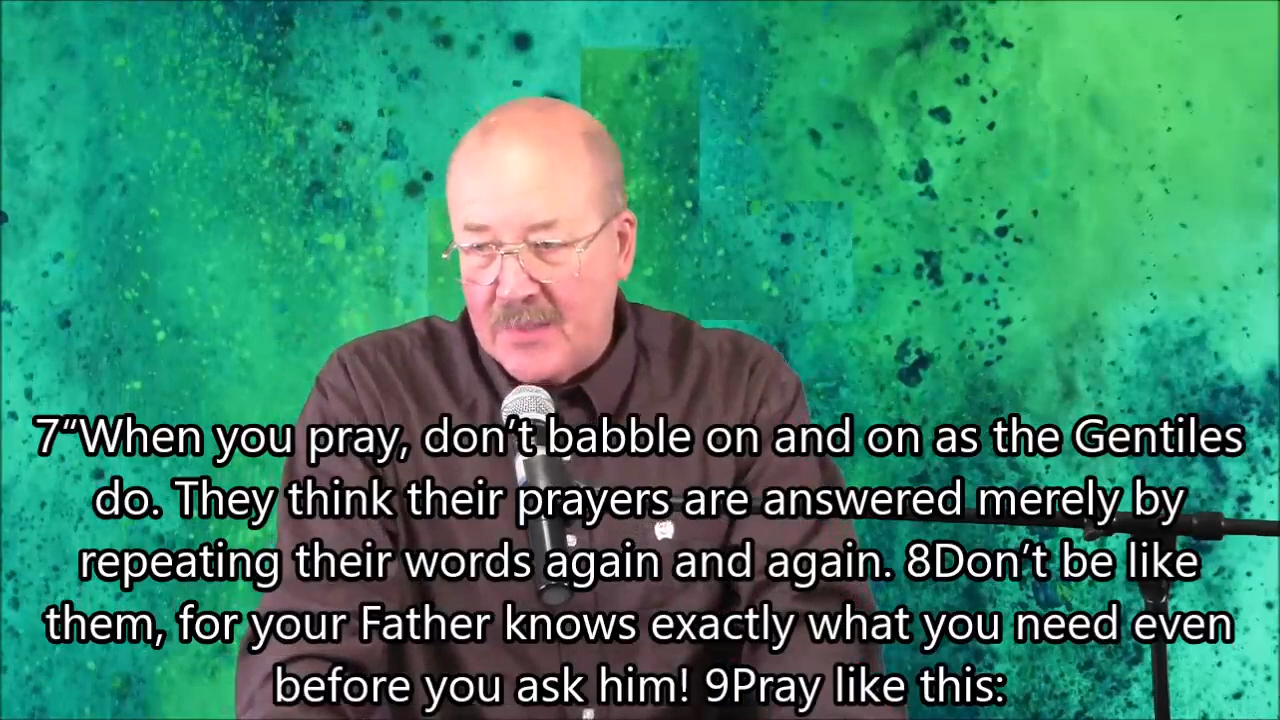 7“When you pray, don’t babble on and on as the Gentiles
do. They think their prayers are answered merely by
repeating their words again and again. 8Don’t be like
them, for your Father knows exactly what you need even
before you ask him! 9Pray like this: